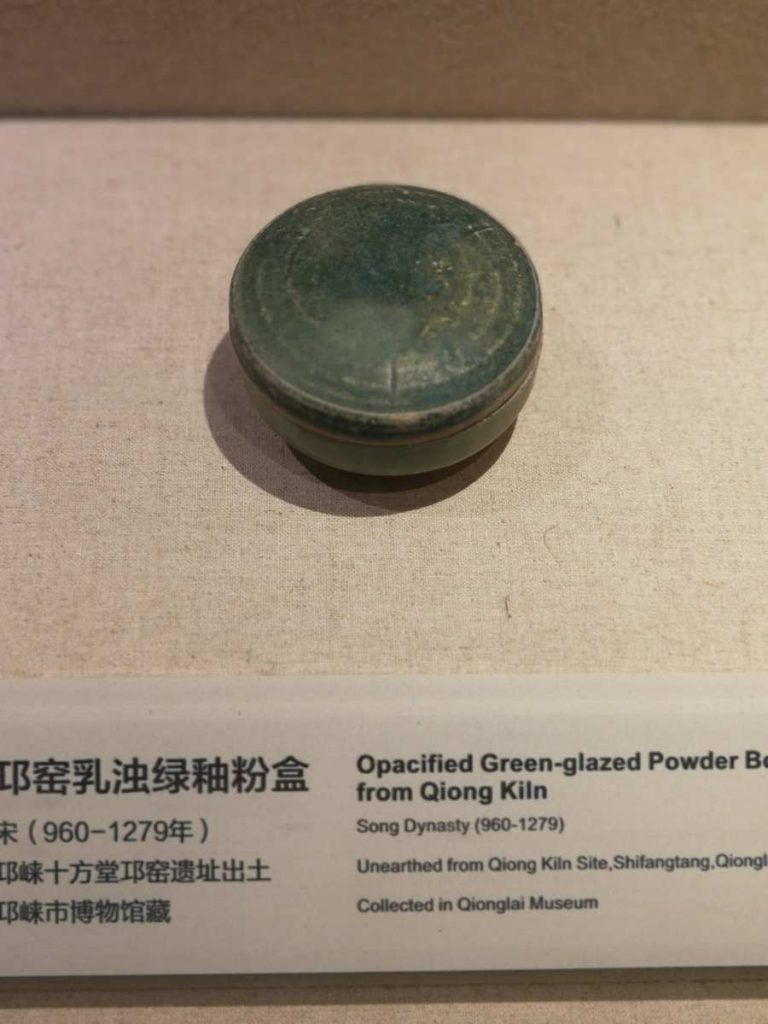 邛窑乳浊绿釉粉盒
宋（960-1279年）
邛崃十方堂邛窑遗址出土
邛崃市博物馆藏
Opacified Green-glazed Powder
from Qiong Kiln
Song Dynasty (960-1279)
Unearthed from Qiong Kiln Site,Shifangtang,
Collected in Qionglai Museum